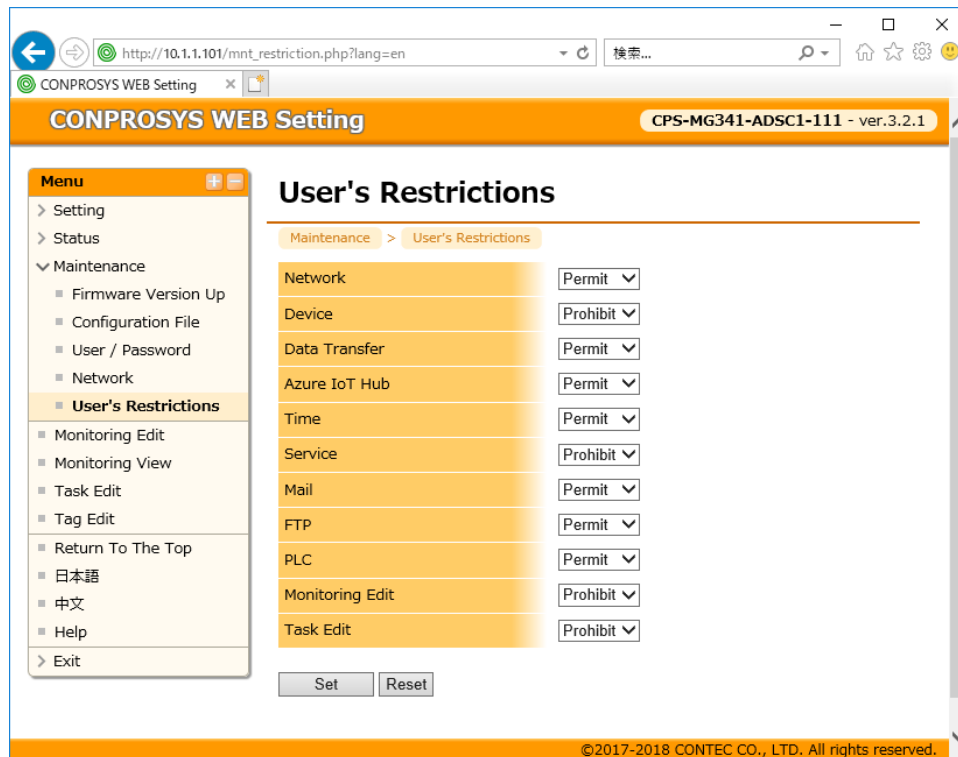 http://10.1.1.101/mnt_restriction.php?lang=en
検索...
CONPROSYS WEB Setting
CONPROSYS WEB Setting
CPS-MG341-ADSC1-111 - ver.3.2.1
Menu
Setting
Status
Maintenance
Firmware Version Up
Configuration File
User / Password
Network
User's Restrictions
Monitoring Edit
Monitoring View
Task Edit
Tag Edit
Return To The Top
日本語
中文
Help
Exit
User's Restrictions
Maintenance > User's Restrictions
Network Permit
Device Prohibit
Data Transfer Permit
Azure IoT Hub Permit
Time Permit
Service Prohibit
Mail Permit
FTP Permit
PLC Permit
Monitoring Edit Prohibit
Task Edit Prohibit
Set Reset
©2017-2018 CONTEC CO., LTD. All rights reserved.